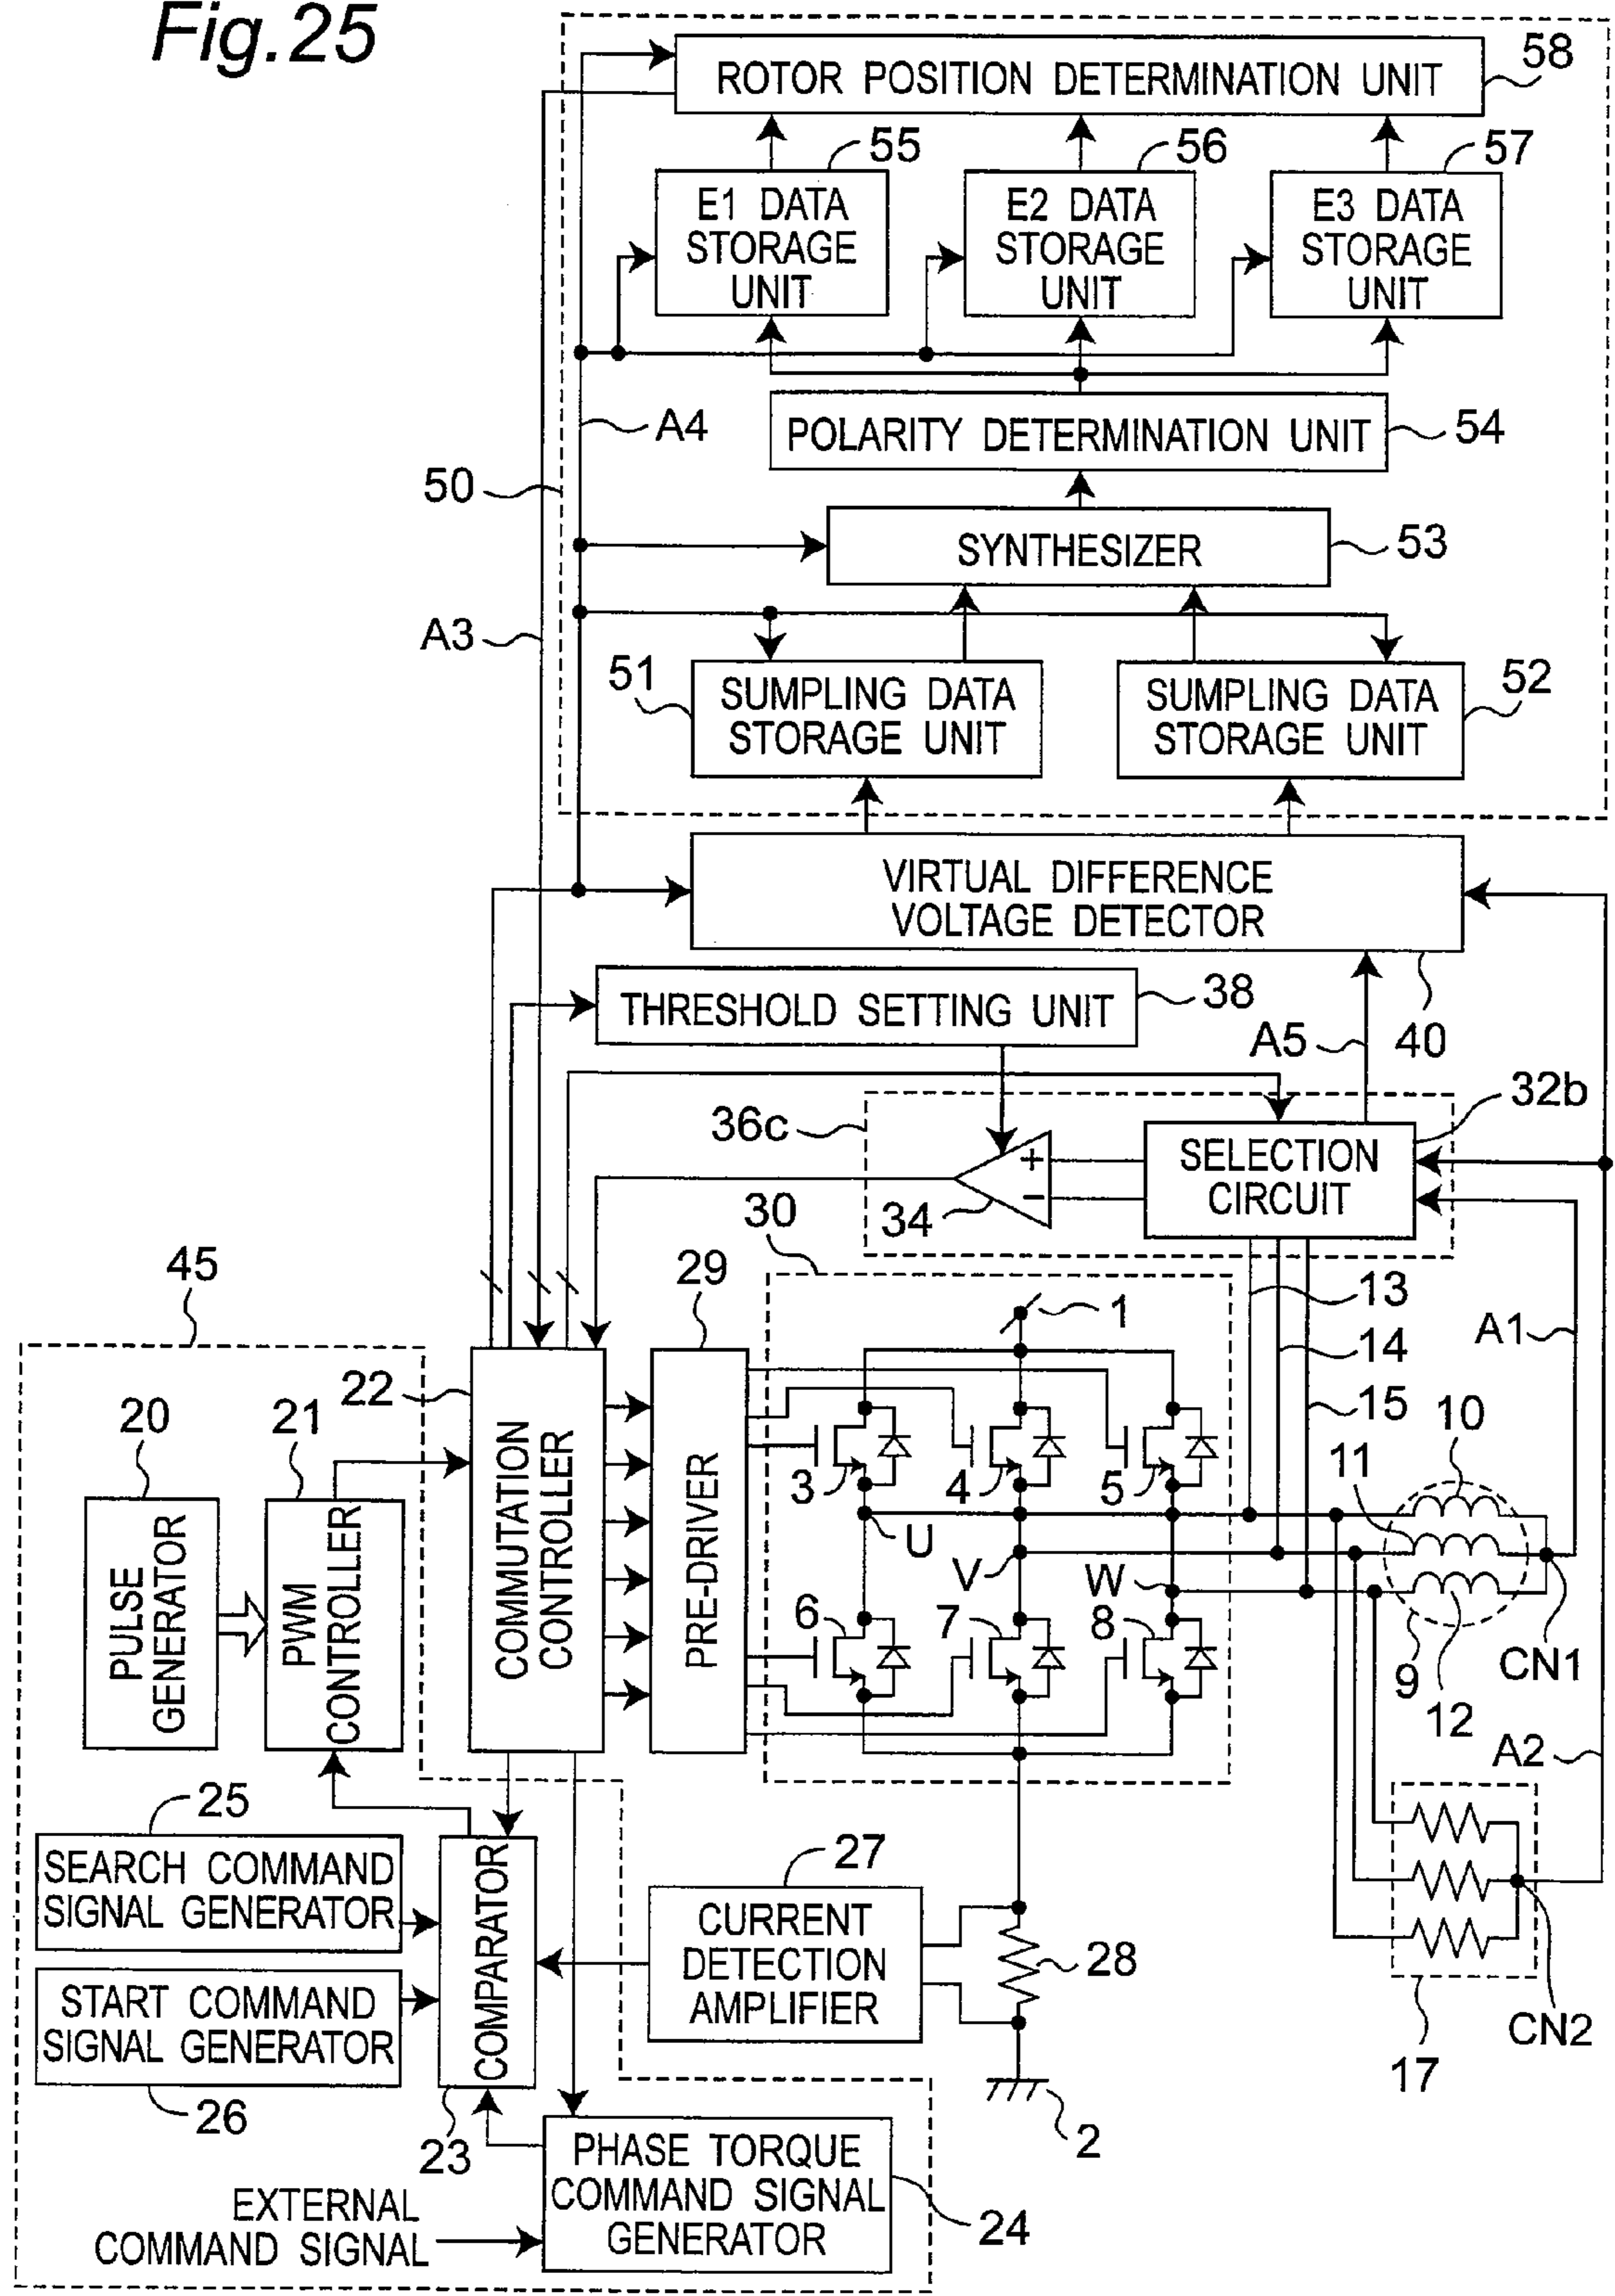 Fig.25
ROTOR POSITION DETERMINATION UNIT
58
55
56
57
E1 DATA
STORAGE
UNIT
E2 DATA
STORAGE
UNIT
E3 DATA
STORAGE
UNIT
A4
POLARITY DETERMINATION UNIT
54
50
SYNTHESIZER
53
A3
51
SUMPLING DATA
STORAGE UNIT
SUMPLING DATA
STORAGE UNIT
52
VIRTUAL DIFFERENCE
VOLTAGE DETECTOR
THRESHOLD SETTING UNIT
38
A5
40
36c
32b
+
−
34
SELECTION
CIRCUIT
30
45
29
1
13
14
15
A1
22
20
21
PULSE
GENERATOR
PWM
CONTROLLER
COMMUTATION
CONTROLLER
PRE-DRIVER
3
4
5
U
V
W
6
7
8
10
11
9
12
CN1
A2
25
SEARCH COMMAND
SIGNAL GENERATOR
START COMMAND
SIGNAL GENERATOR
26
COMPARATOR
23
27
CURRENT
DETECTION
AMPLIFIER
28
2
17
CN2
PHASE TORQUE
COMMAND SIGNAL
GENERATOR
24
EXTERNAL
COMMAND SIGNAL